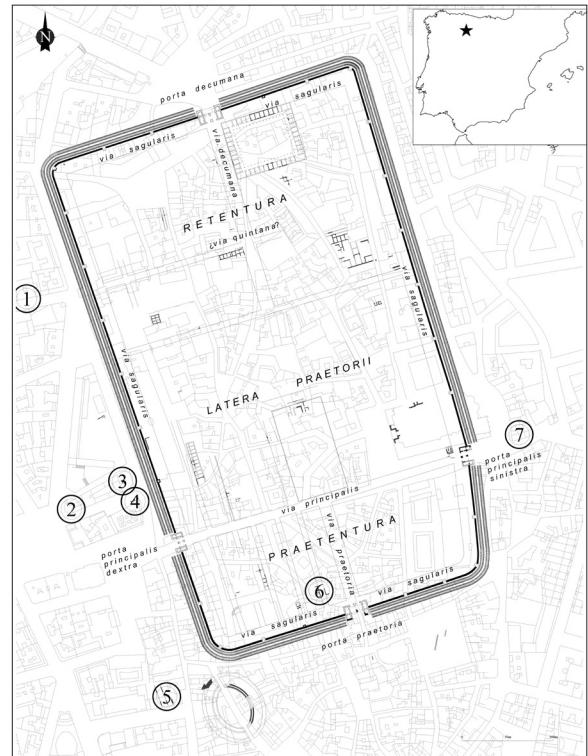 N
porta decumana
via sagularis
via sagularis
via decumana
RETENTURA
¿via quintana?
1
via sagularis
via sagularis
LATERA PRAETORII
7
3
4
2
porta
principalis
sinistra
via principalis
PRAETENTURA
porta
principalis
dextra
via praetoria
6
via sagularis
via sagularis
porta praetoria
5